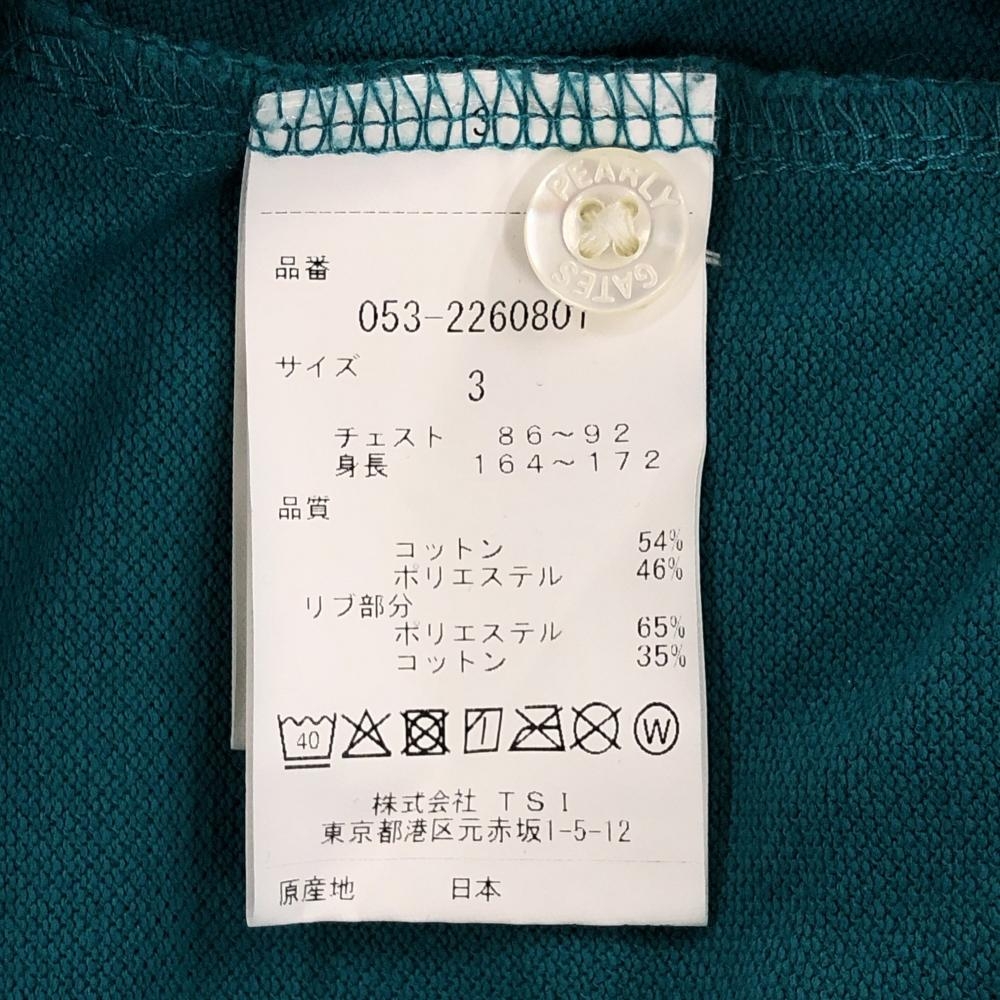 3
PEARLY
GATES
品番
053-2260801
サイズ
3
チェスト 86～92
身長 164～172
品質
コットン 54%
ポリエステル 46%
リブ部分
ポリエステル 65%
コットン 35%
40
W
株式会社 TSI
東京都港区元赤坂1-5-12
原産地 日本